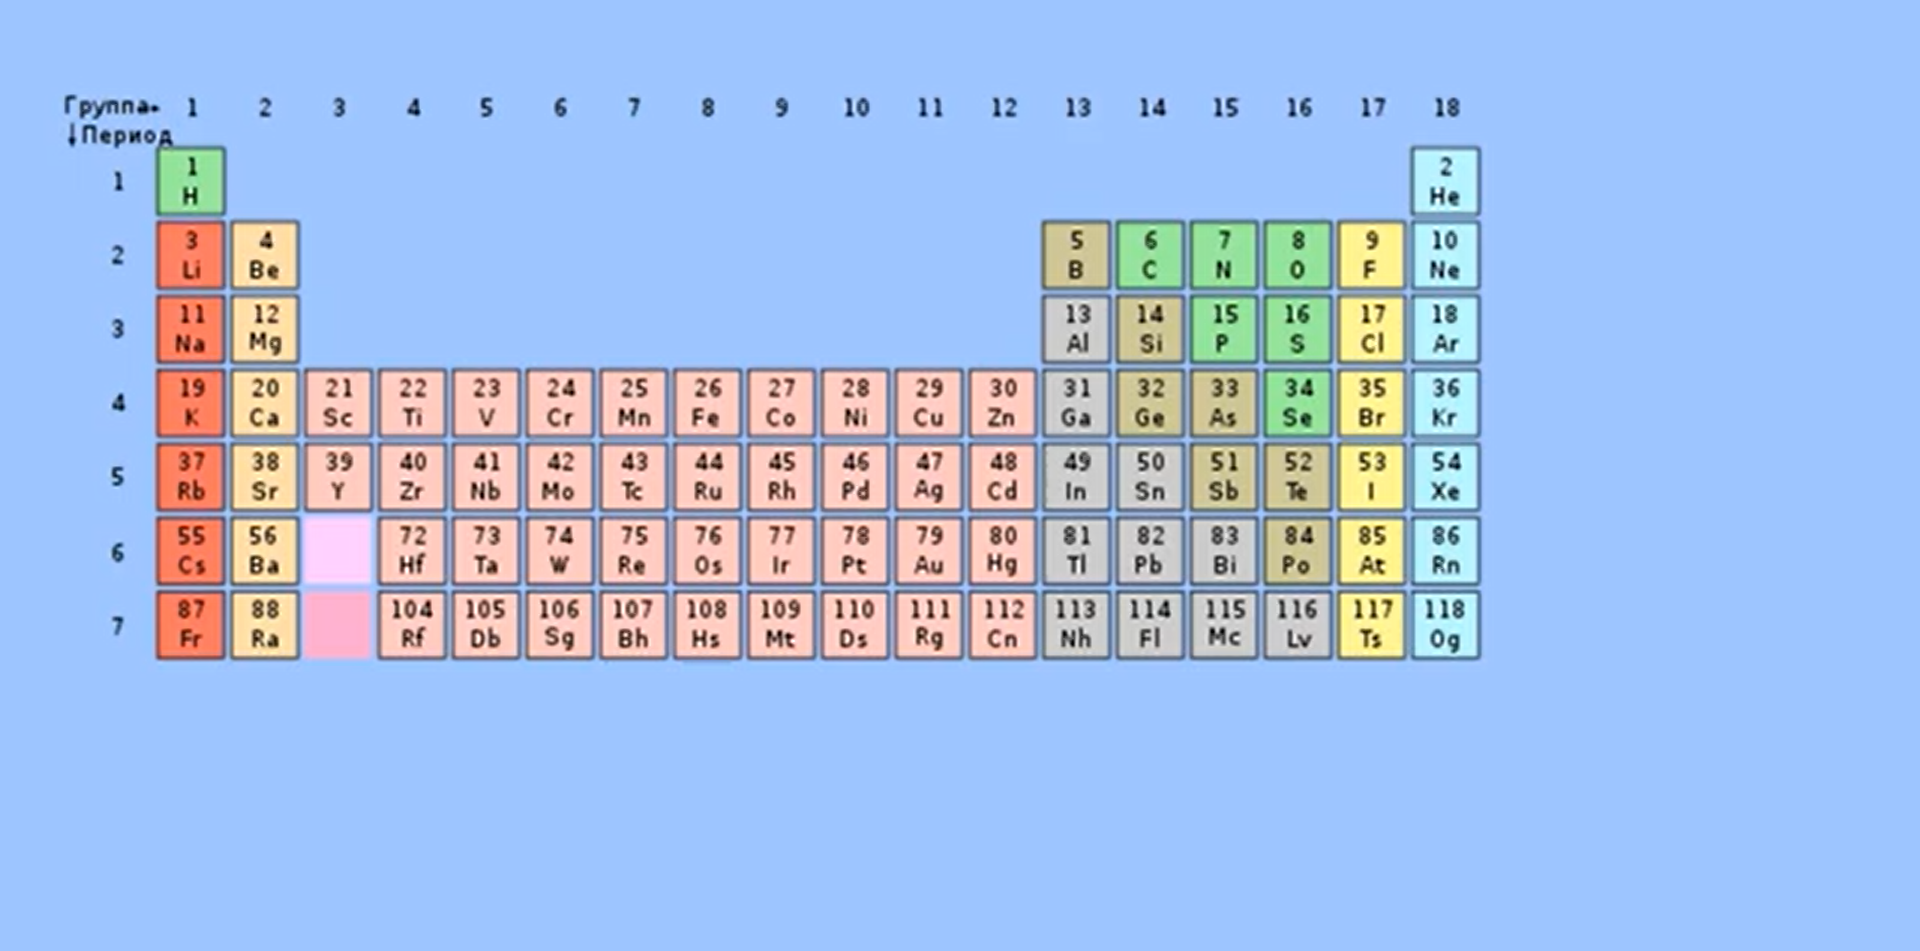 Группа→ 1 2 3 4 5 6 7 8 9 10 11 12 13 14 15 16 17 18
↓Период
1 1 2
H He
2 3 4 5 6 7 8 9 10
Li Be B C N O F Ne
3 11 12 13 14 15 16 17 18
Na Mg Al Si P S Cl Ar
4 19 20 21 22 23 24 25 26 27 28 29 30 31 32 33 34 35 36
K Ca Sc Ti V Cr Mn Fe Co Ni Cu Zn Ga Ge As Se Br Kr
5 37 38 39 40 41 42 43 44 45 46 47 48 49 50 51 52 53 54
Rb Sr Y Zr Nb Mo Tc Ru Rh Pd Ag Cd In Sn Sb Te I Xe
6 55 56 72 73 74 75 76 77 78 79 80 81 82 83 84 85 86
Cs Ba Hf Ta W Re Os Ir Pt Au Hg Tl Pb Bi Po At Rn
7 87 88 104 105 106 107 108 109 110 111 112 113 114 115 116 117 118
Fr Ra Rf Db Sg Bh Hs Mt Ds Rg Cn Nh Fl Mc Lv Ts Og